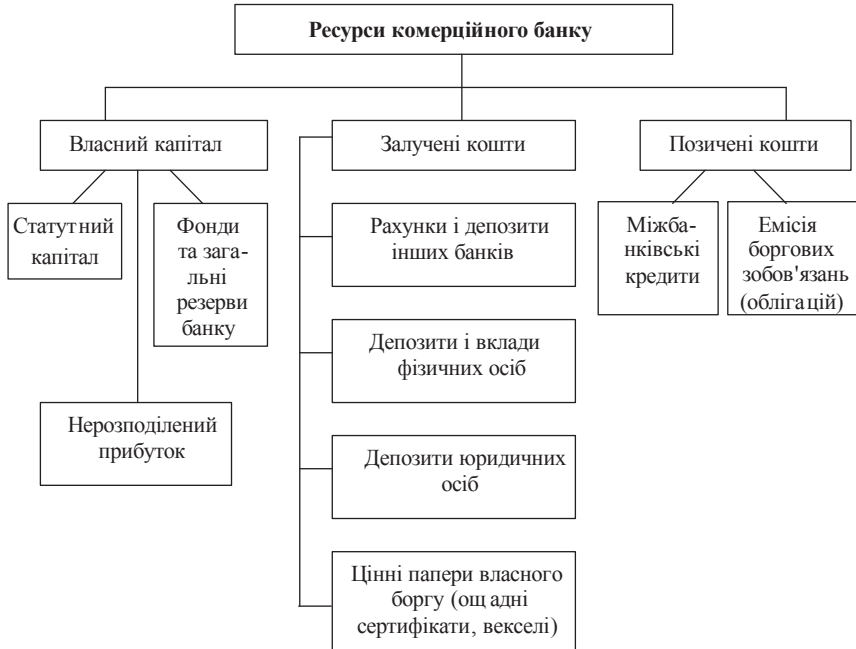 Ресурси комерційного банку
Власний капітал
Залучені кошти
Позичені кошти
Статутний
капітал
Фонди
та зага-
льні
резерви
банку
Рахунки і депозити
інших банків
Міжба-
нківські
кредити
Емісія
боргових
зобов'язань
(облігацій)
Депозити і вклади
фізичних осіб
Нерозподілений
прибуток
Депозити юридичних
осіб
Цінні папери власного
боргу (ощадні
сертифікати, векселі)